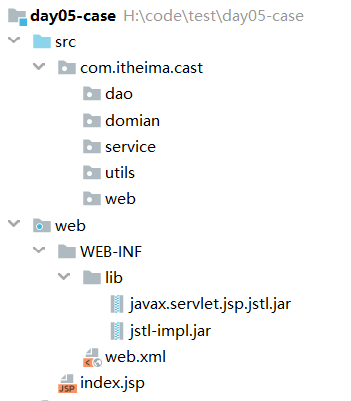 day05-case H:\code\test\day05-case
src
com.itheima.cast
dao
domian
service
utils
web
web
WEB-INF
lib
javax.servlet.jsp.jstl.jar
jstl-impl.jar
web.xml
JSP index.jsp